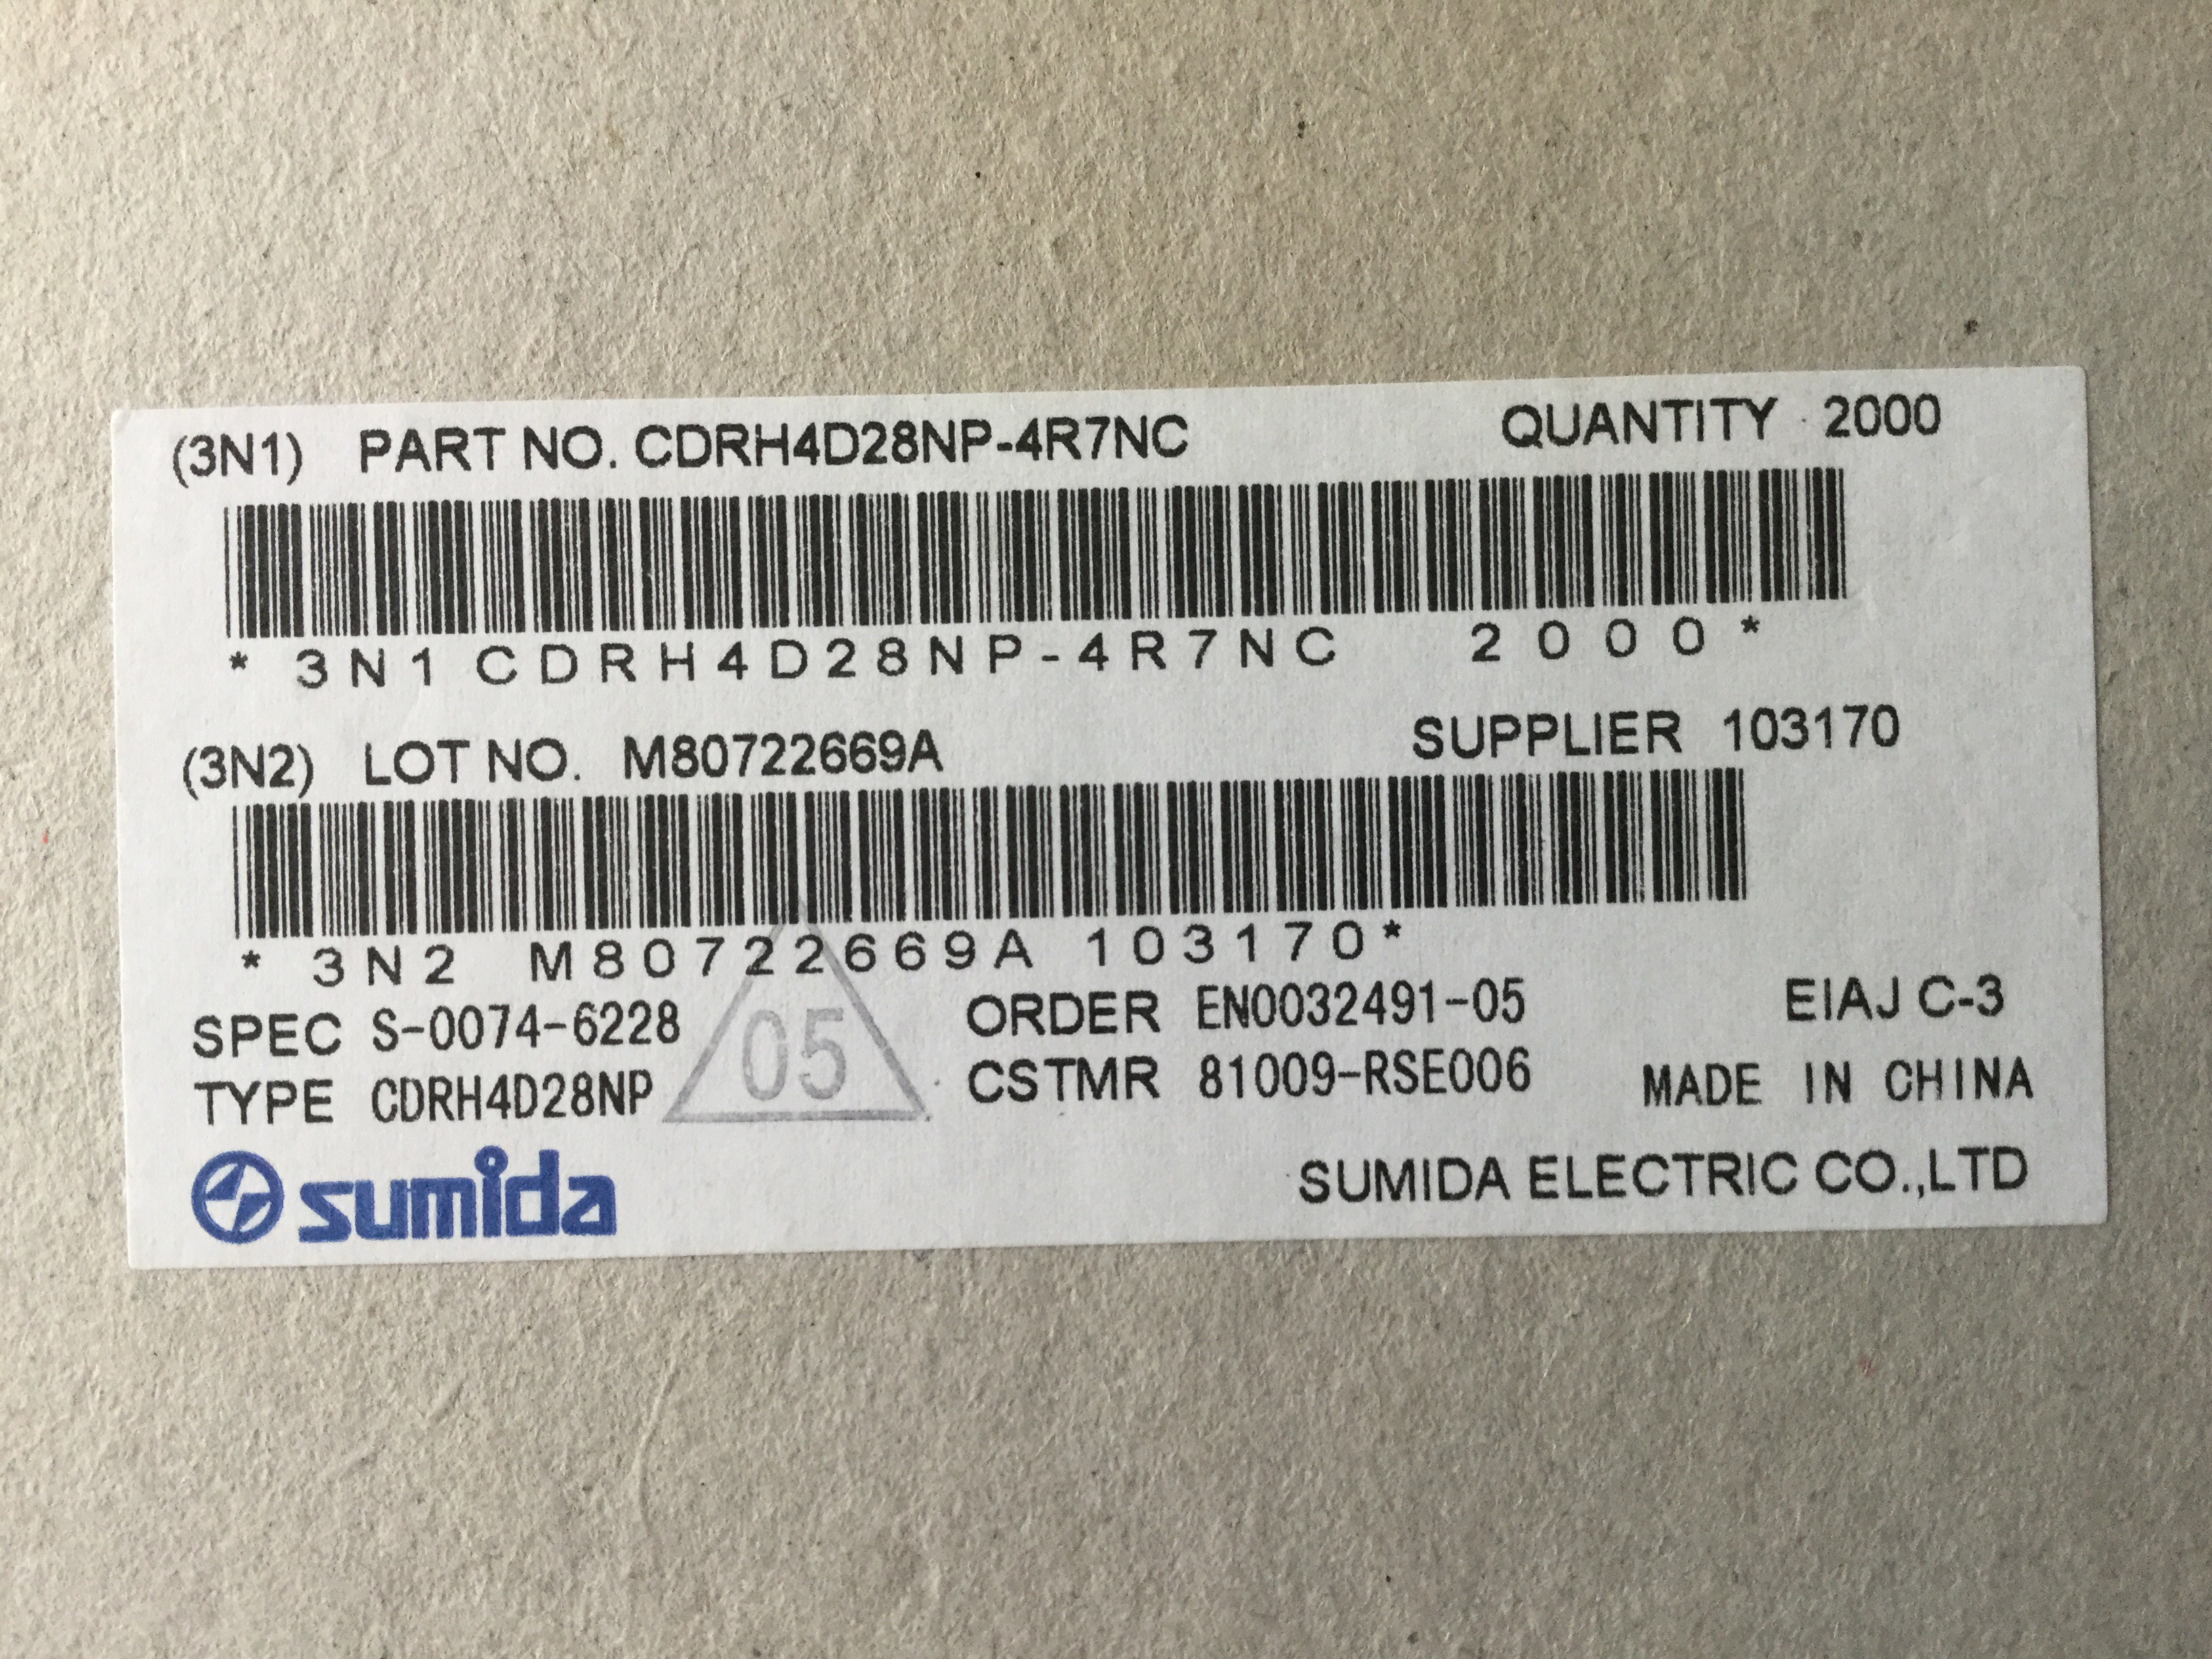 (3N1) PART NO. CDRH4D28NP-4R7NC QUANTITY 2000
* 3N1CDRH4D28NP-4R7NC 2000*
(3N2) LOT NO. M80722669A SUPPLIER 103170
* 3N2 M80722669A 103170*
SPEC S-0074-6228 ORDER EN0032491-05 EIAJ C-3
05
TYPE CDRH4D28NP CSTMR 81009-RSE006 MADE IN CHINA
sumida SUMIDA ELECTRIC CO.,LTD